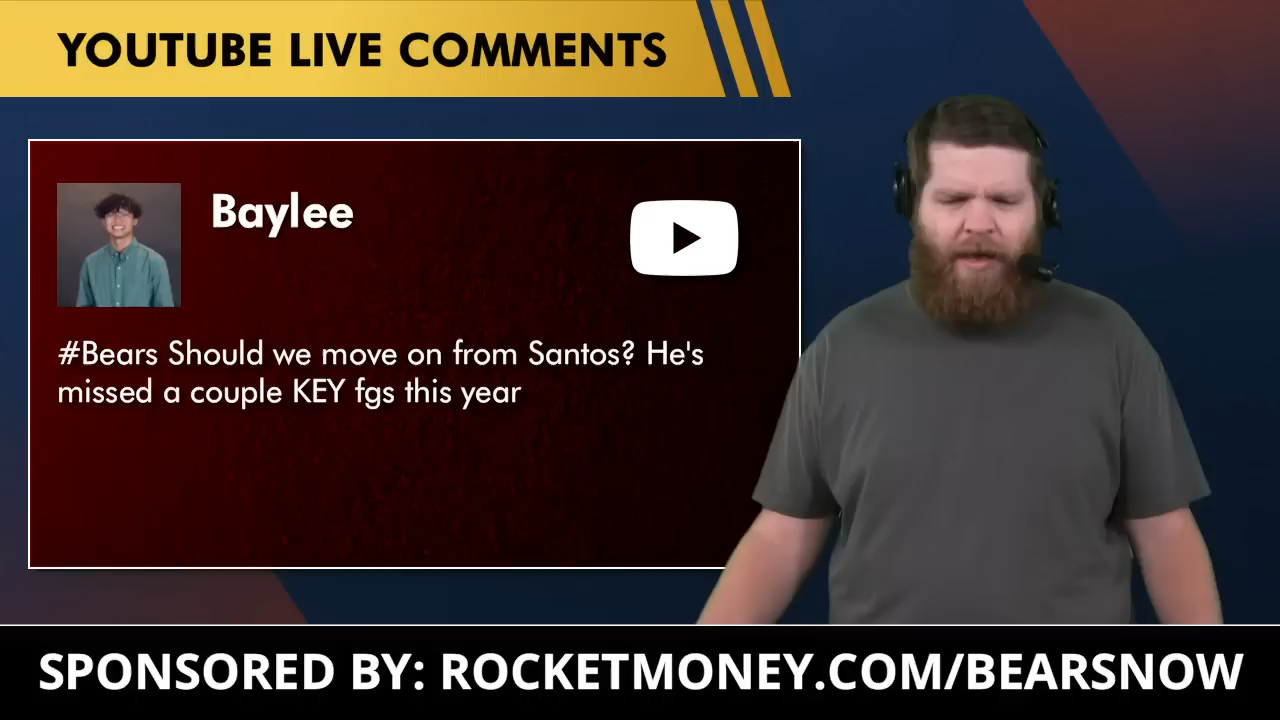 YOUTUBE LIVE COMMENTS
Baylee
#Bears Should we move on from Santos? He's
missed a couple KEY fgs this year
SPONSORED BY: ROCKETMONEY.COM/BEARSNOW